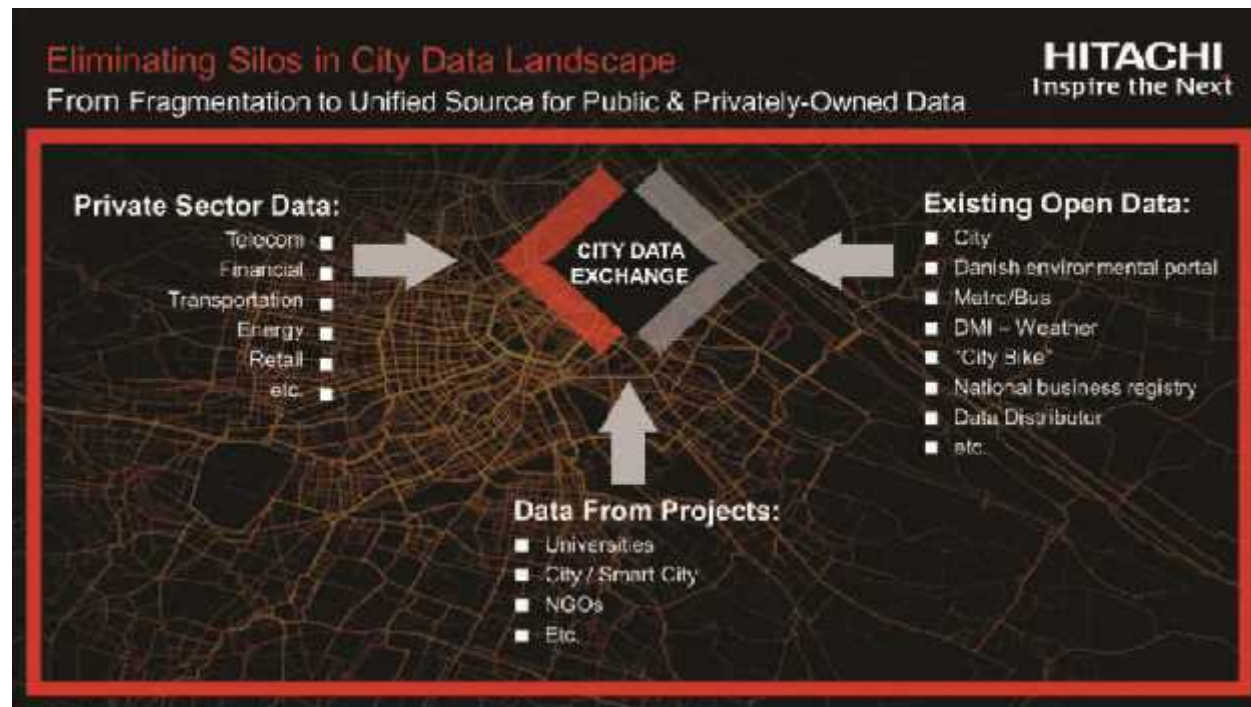 Eliminating Silos in City Data Landscape
From Fragmentation to Unified Source for Public & Privately-Owned Data
HITACHI
Inspire the Next
Private Sector Data:
Telecom
Financial
Transportation
Energy
Retail
etc.
CITY DATA
EXCHANGE
Existing Open Data:
City
Danish environmental portal
Metro/Bus
DMI – Weather
"City Bike"
National business registry
Data Distributor
etc.
Data From Projects:
Universities
City / Smart City
NGOs
Etc.